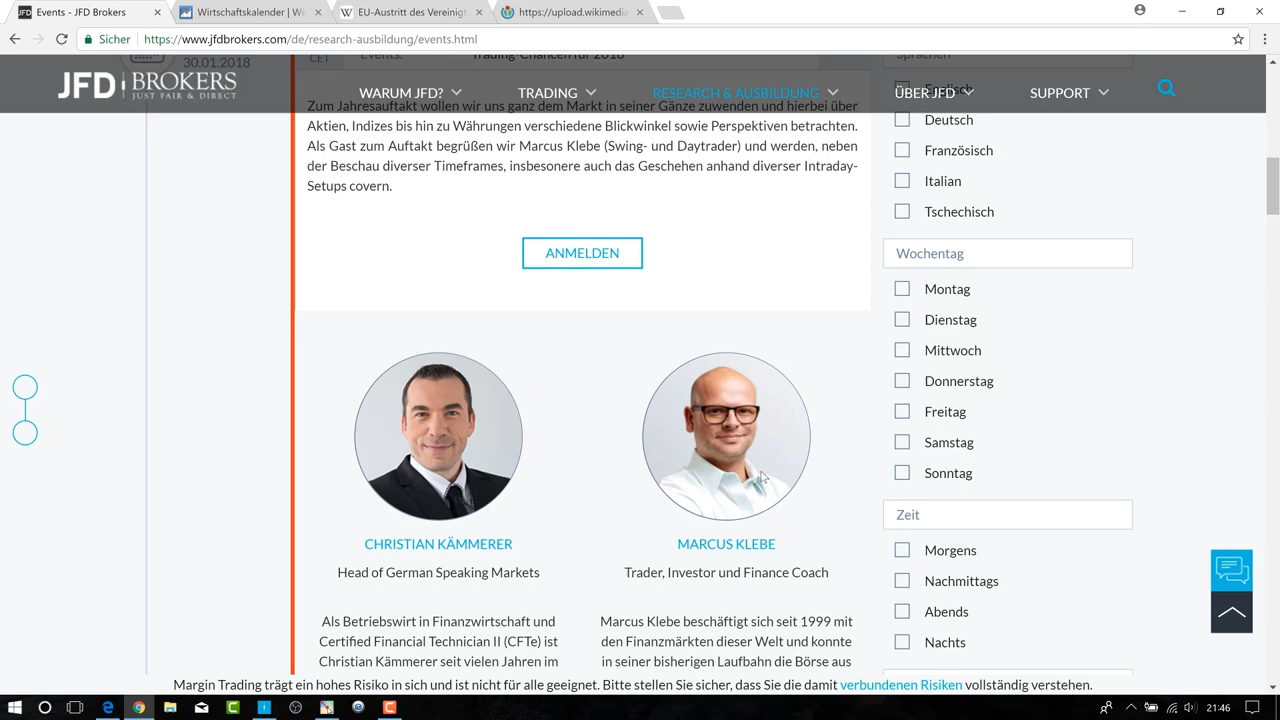 Events - JFD Brokers
Wirtschaftskalender | Wi
EU-Austritt des Vereinigt
https://upload.wikimedia
Sicher
https://www.jfdbrokers.com/de/research-ausbildung/events.html
30.01.2018
CET
Events:
Trading-Chancen für 2018
Sprachen
JFD BROKERS
JUST FAIR & DIRECT
WARUM JFD?
TRADING
RESEARCH & AUSBILDUNG
ÜBER JFD
SUPPORT
Zum Jahresauftakt wollen wir uns ganz dem Markt in seiner Gänze zuwenden und hierbei über
Aktien, Indizes bis hin zu Währungen verschiedene Blickwinkel sowie Perspektiven betrachten.
Als Gast zum Auftakt begrüßen wir Marcus Klebe (Swing- und Daytrader) und werden, neben
der Beschau diverser Timeframes, insbesonere auch das Geschehen anhand diverser Intraday-
Setups covern.
ANMELDEN
CHRISTIAN KÄMMERER
Head of German Speaking Markets
Als Betriebswirt in Finanzwirtschaft und
Certified Financial Technician II (CFTe) ist
Christian Kämmerer seit vielen Jahren im
MARCUS KLEBE
Trader, Investor und Finance Coach
Marcus Klebe beschäftigt sich seit 1999 mit
den Finanzmärkten dieser Welt und konnte
in seiner bisherigen Laufbahn die Börse aus
Deutsch
Französisch
Italian
Tschechisch
Wochentag
Montag
Dienstag
Mittwoch
Donnerstag
Freitag
Samstag
Sonntag
Zeit
Morgens
Nachmittags
Abends
Nachts
Margin Trading trägt ein hohes Risiko in sich und ist nicht für alle geeignet. Bitte stellen Sie sicher, dass Sie die damit verbundenen Risiken vollständig verstehen.
21:46